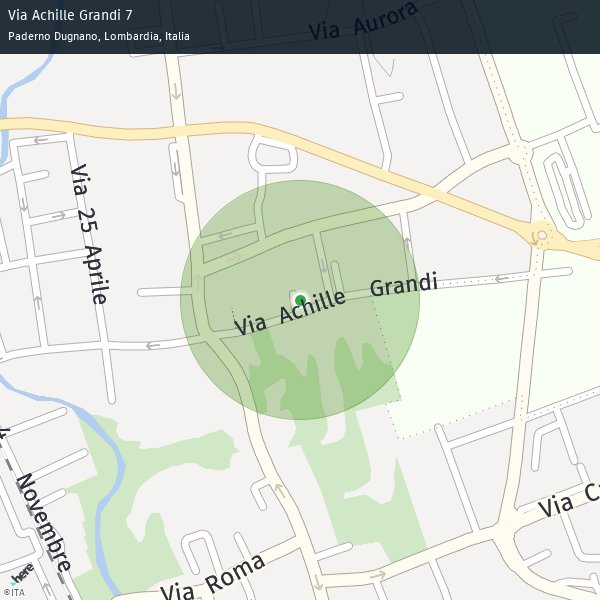 Via Achille Grandi 7
Paderno Dugnano, Lombardia, Italia
Via Aurora
Via 25 Aprile
Via Achille Grandi
4 Novembre
Via C
Via Roma
here
©ITA